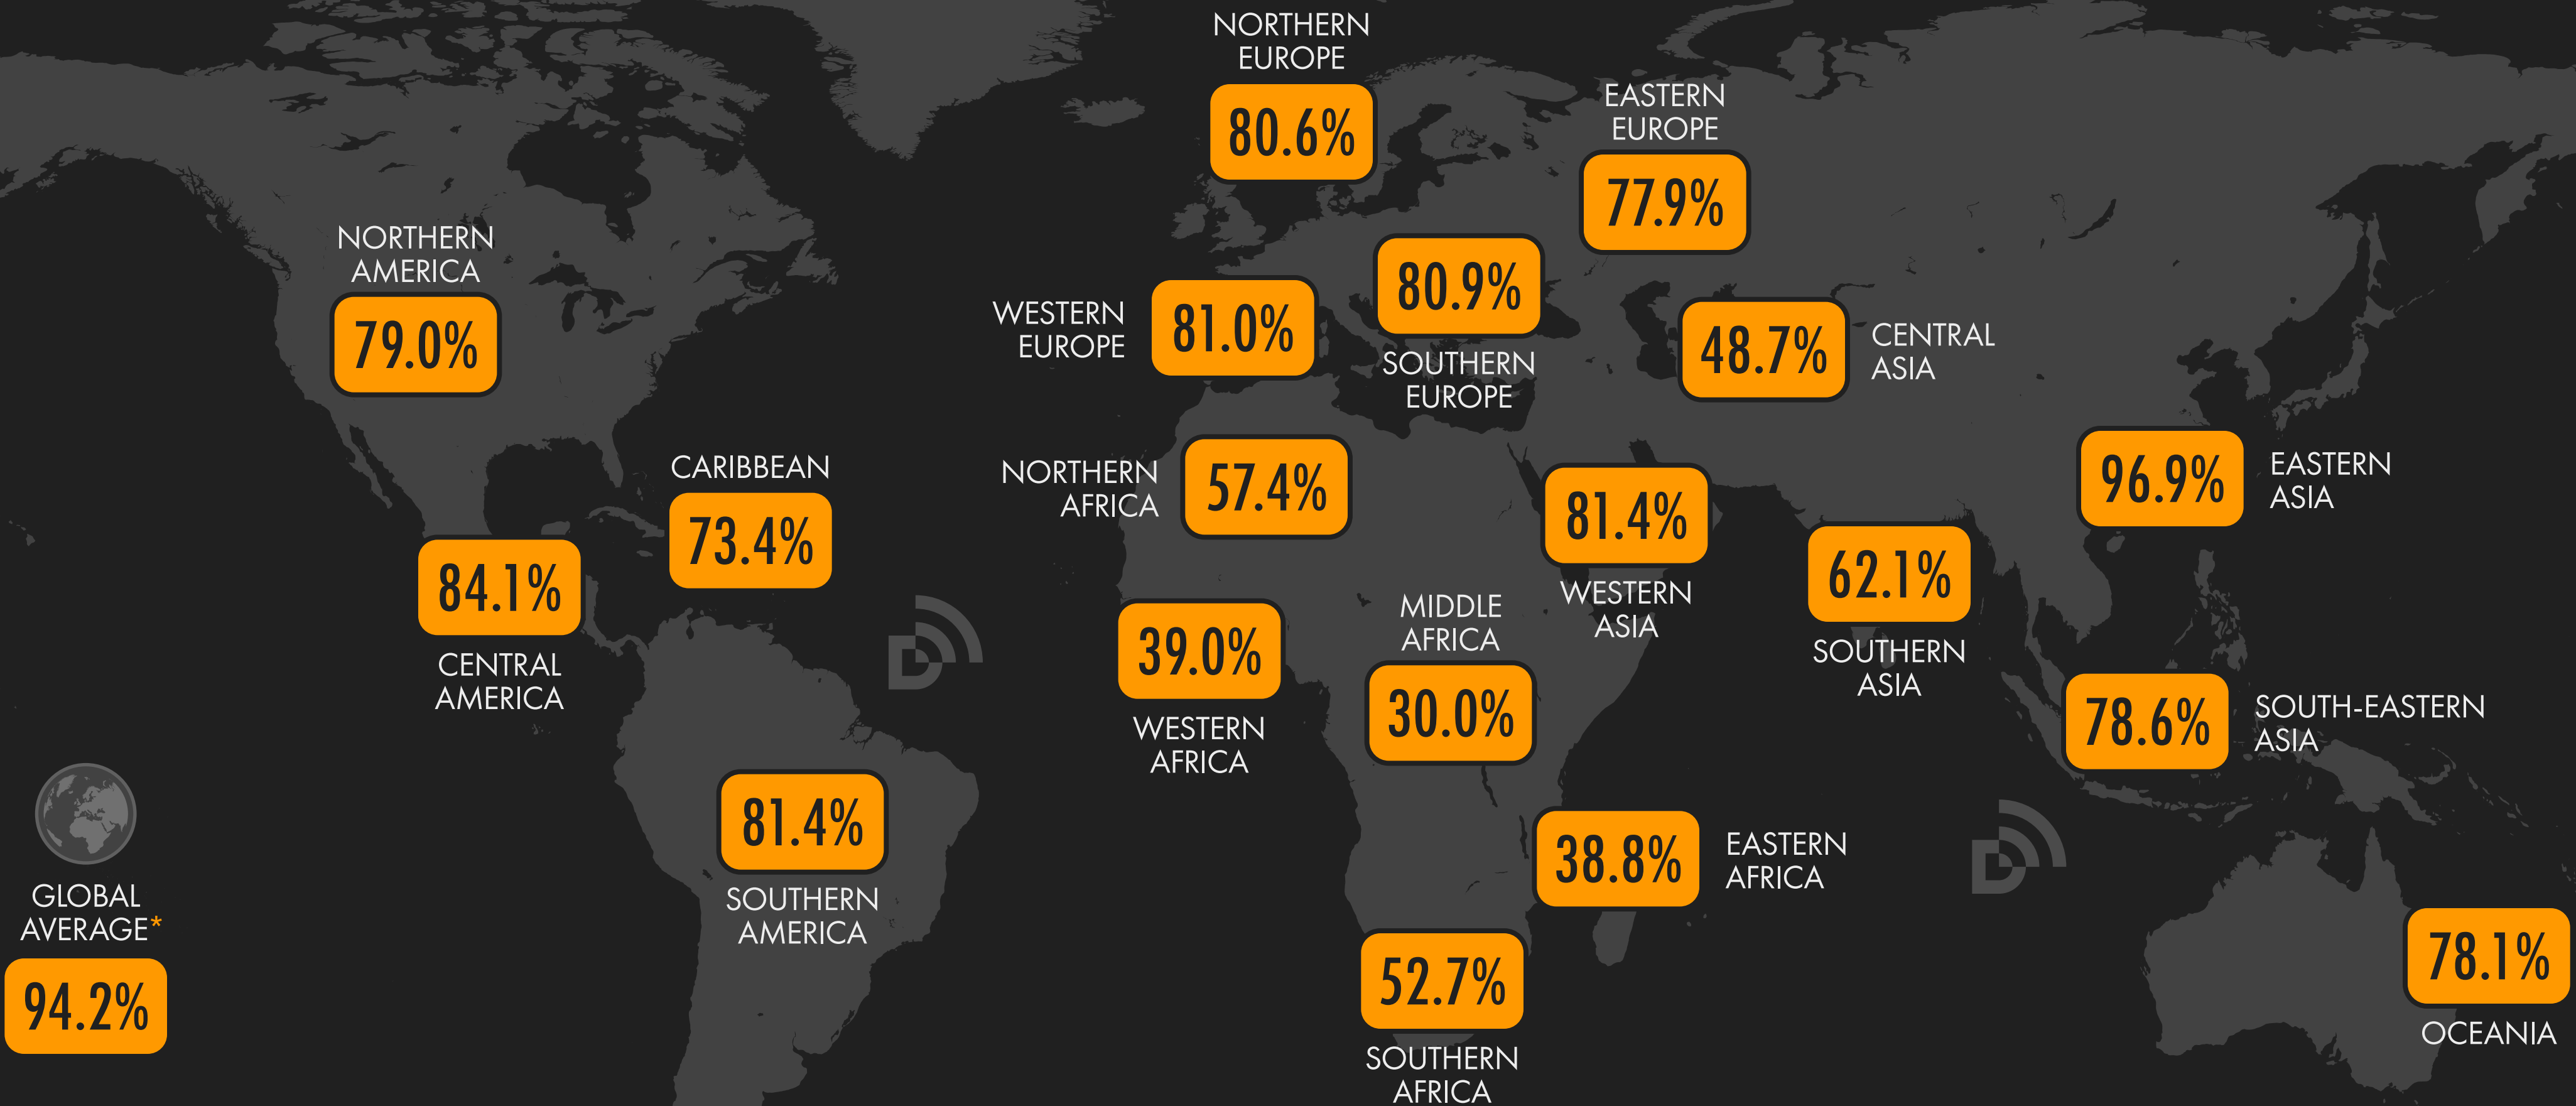 NORTHERN
EUROPE
80.6%
EASTERN
EUROPE
77.9%
NORTHERN
AMERICA
79.0%
WESTERN
EUROPE
81.0%
80.9%
SOUTHERN
EUROPE
48.7%
CENTRAL
ASIA
CARIBBEAN
73.4%
NORTHERN
AFRICA
57.4%
81.4%
WESTERN
ASIA
96.9%
EASTERN
ASIA
84.1%
CENTRAL
AMERICA
62.1%
SOUTHERN
ASIA
39.0%
WESTERN
AFRICA
MIDDLE
AFRICA
30.0%
78.6%
SOUTH-EASTERN
ASIA
81.4%
SOUTHERN
AMERICA
38.8%
EASTERN
AFRICA
GLOBAL
AVERAGE*
94.2%
52.7%
SOUTHERN
AFRICA
78.1%
OCEANIA